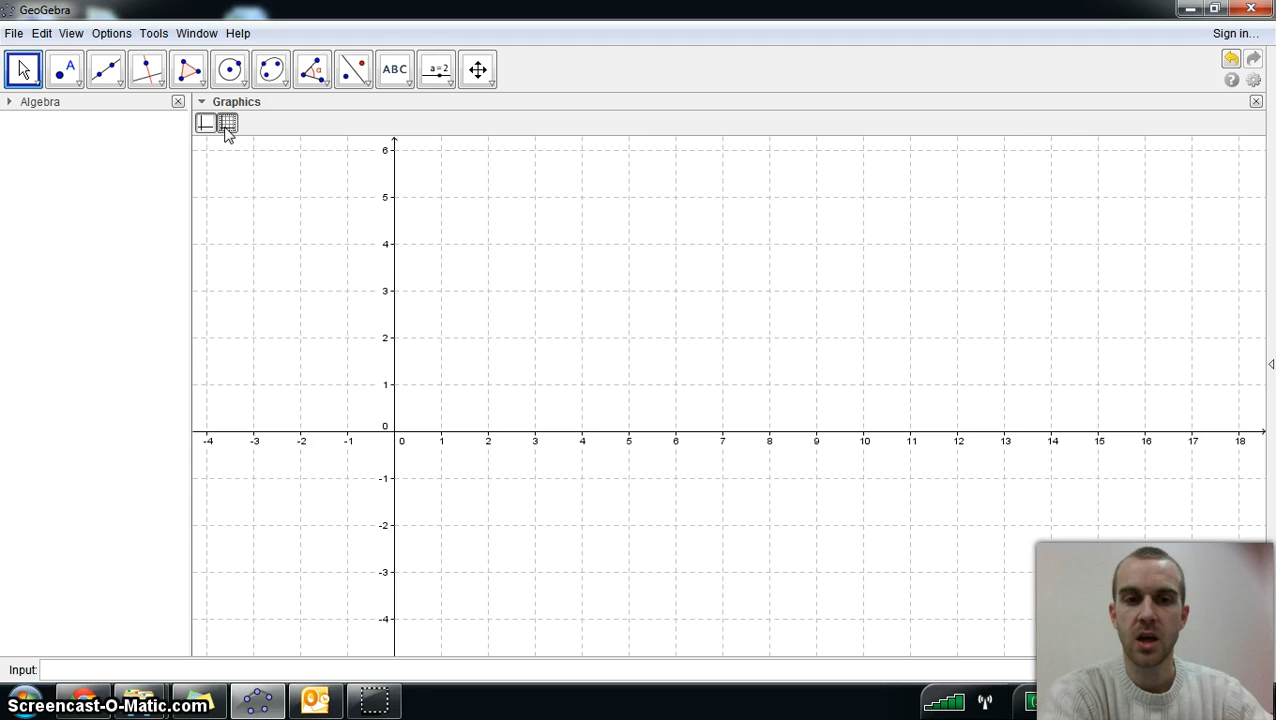 GeoGebra
File Edit View Options Tools Window Help Sign in...
A α ABC a=2
Algebra Graphics
6
5
4
3
2
1
0
-4 -3 -2 -1 0 1 2 3 4 5 6 7 8 9 10 11 12 13 14 15 16 17 18
-1
-2
-3
-4
Input:
Screencast-O-Matic.com